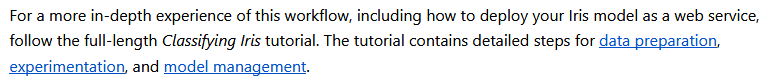 For a more in-depth experience of this workflow, including how to deploy your Iris model as a web service,
follow the full-length Classifying Iris tutorial. The tutorial contains detailed steps for data preparation,
experimentation, and model management.